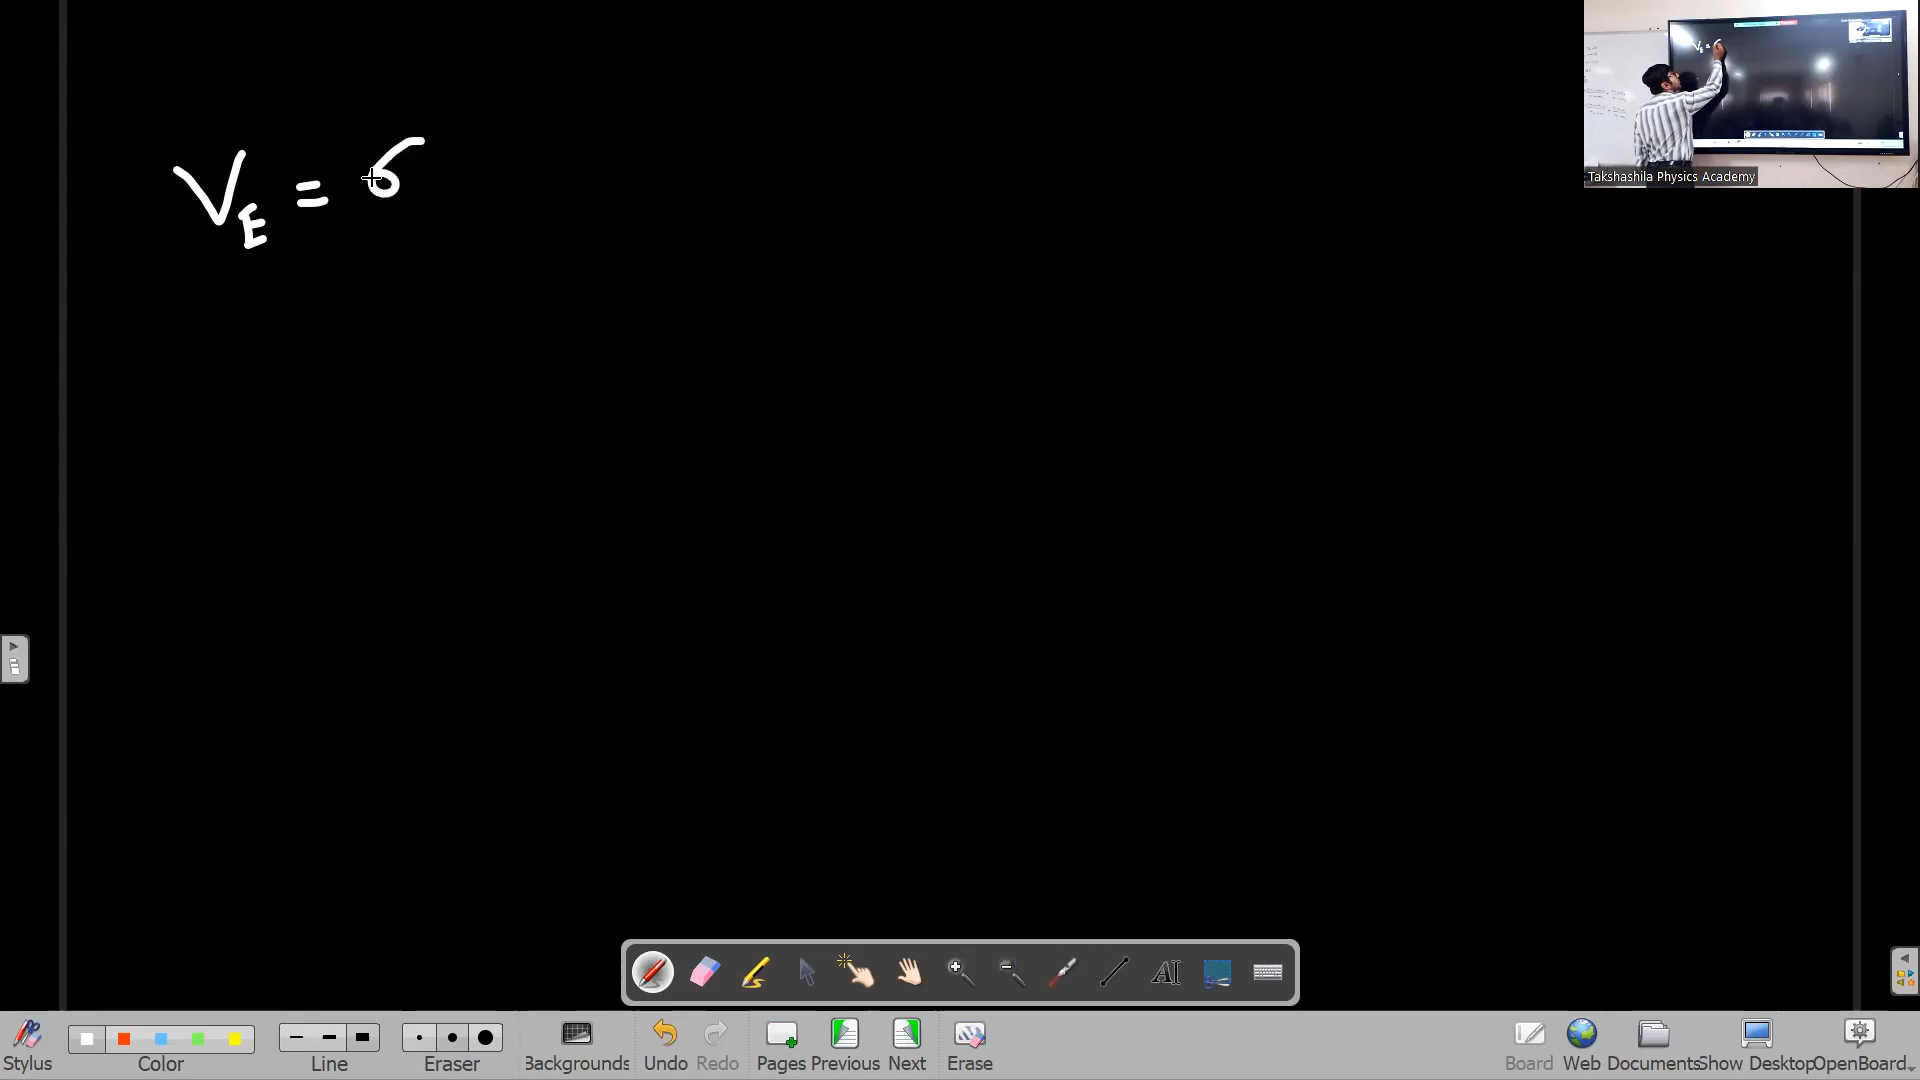 V_E = 6
Takshashila Physics Academy
Stylus
Color
Line
Eraser
Backgrounds
Undo
Redo
Pages
Previous
Next
Erase
Board
Web
Documents
Show Desktop
OpenBoard
AI